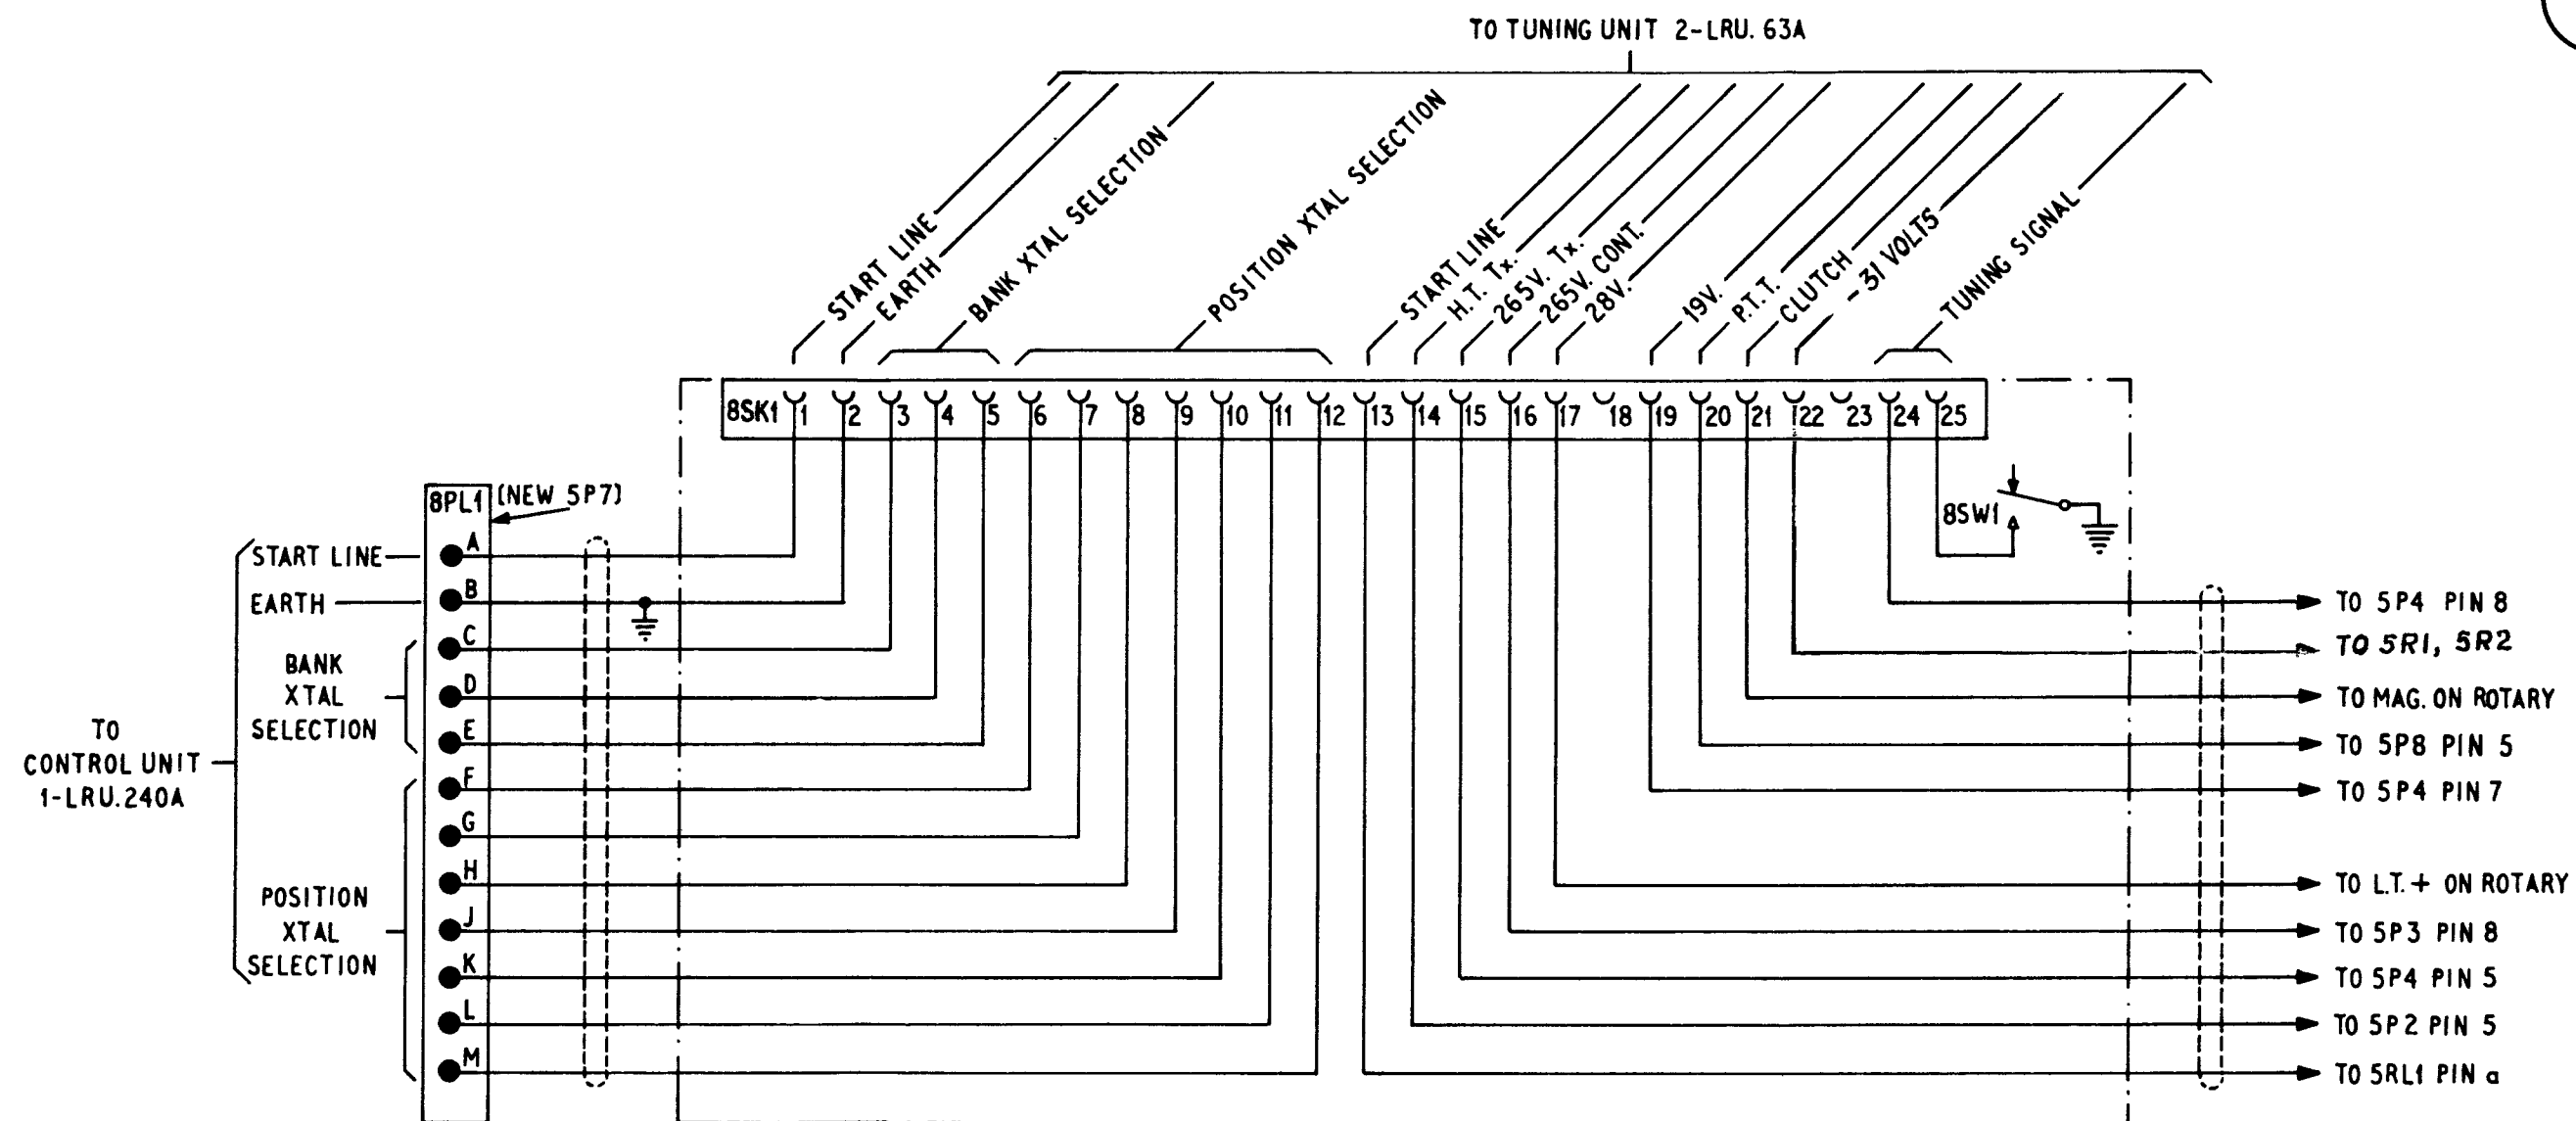 TO TUNING UNIT 2-LRU. 63A
START LINE
EARTH
BANK XTAL SELECTION
POSITION XTAL SELECTION
START LINE
H.T. Tx.
265V. Tx.
265V. CONT.
28V.
19V.
P.T.T.
CLUTCH
-31 VOLTS
TUNING SIGNAL
8SK1 1 2 3 4 5 6 7 8 9 10 11 12 13 14 15 16 17 18 19 20 21 22 23 24 25
8PL1 (NEW 5P7)
8SW1
A
START LINE
B
EARTH
C
BANK
XTAL
SELECTION
D
E
TO
CONTROL UNIT
1-LRU.240A
F
G
H
POSITION
XTAL
SELECTION
J
K
L
M
TO 5P4 PIN 8
TO 5R1, 5R2
TO MAG. ON ROTARY
TO 5P8 PIN 5
TO 5P4 PIN 7
TO L.T.+ ON ROTARY
TO 5P3 PIN 8
TO 5P4 PIN 5
TO 5P2 PIN 5
TO 5RL1 PIN a